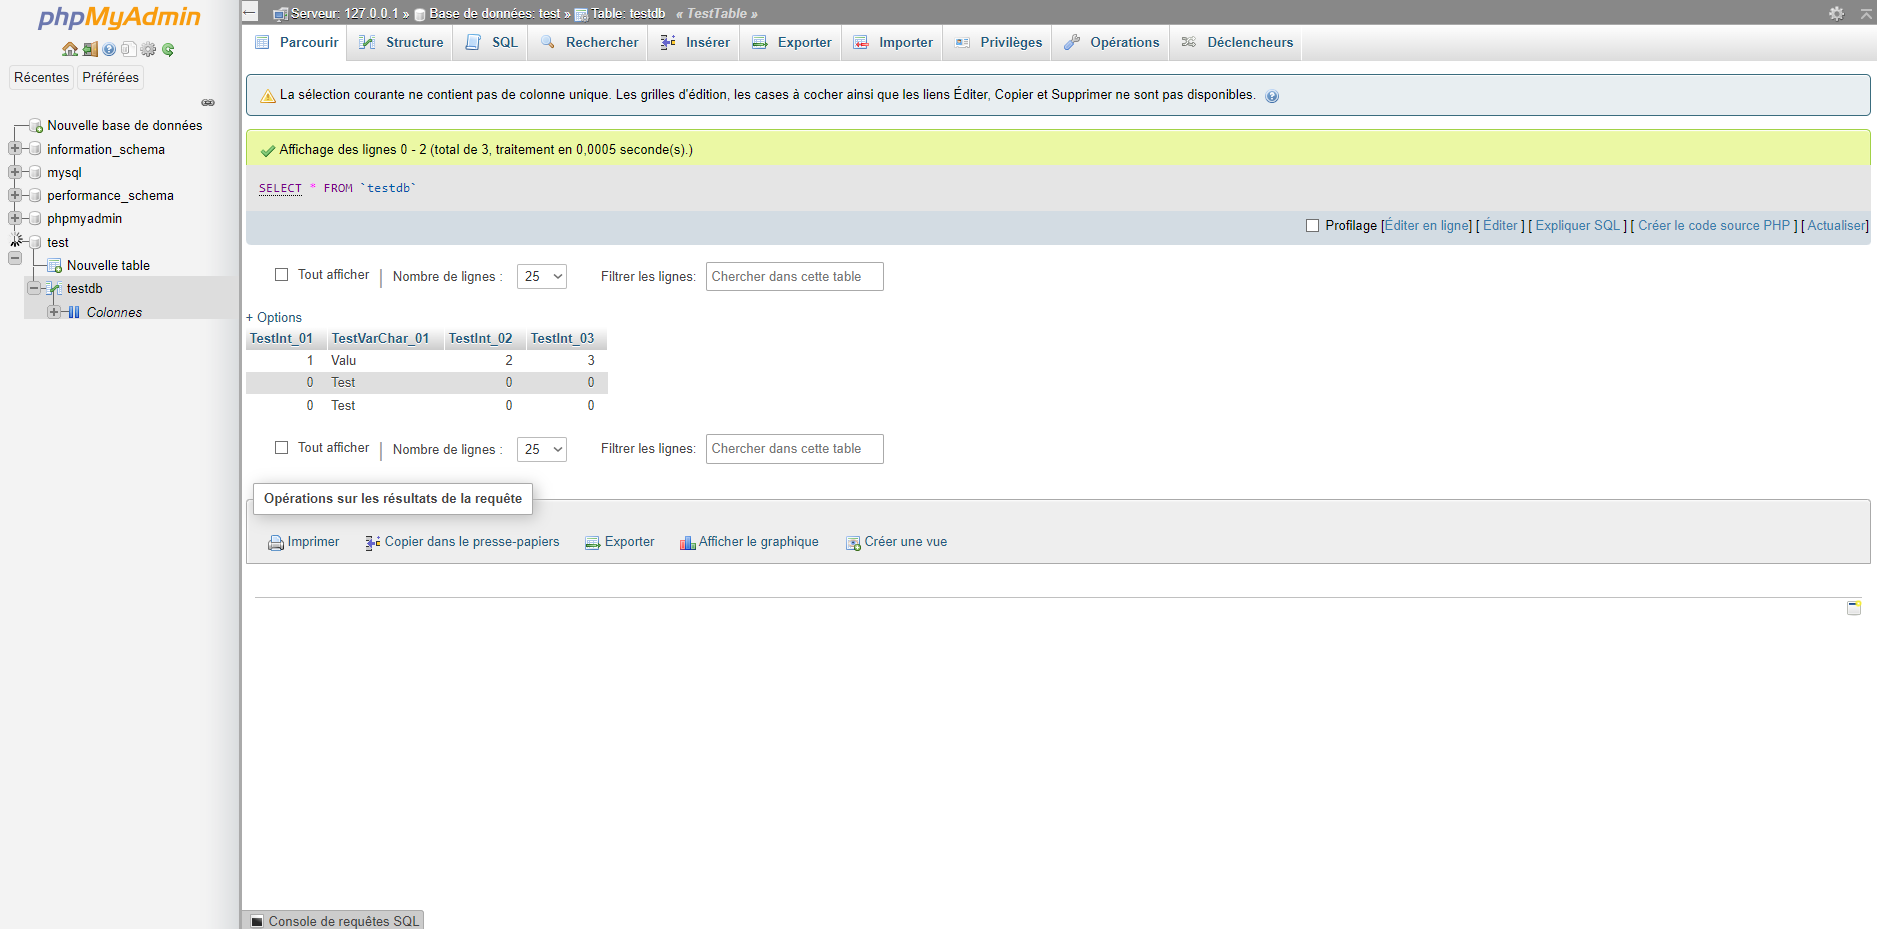 phpMyAdmin
Récentes Préférées
Nouvelle base de données
information_schema
mysql
performance_schema
phpmyadmin
test
Nouvelle table
testdb
Colonnes
Serveur: 127.0.0.1 » Base de données: test » Table: testdb « TestTable »
Parcourir Structure SQL Rechercher Insérer Exporter Importer Privilèges Opérations Déclencheurs
La sélection courante ne contient pas de colonne unique. Les grilles d'édition, les cases à cocher ainsi que les liens Éditer, Copier et Supprimer ne sont pas disponibles.
Affichage des lignes 0 - 2 (total de 3, traitement en 0,0005 seconde(s).)
SELECT * FROM `testdb`
Profilage [Éditer en ligne] [ Éditer ] [ Expliquer SQL ] [ Créer le code source PHP ] [ Actualiser]
Tout afficher | Nombre de lignes : 25 Filtrer les lignes: Chercher dans cette table
+ Options
TestInt_01 TestVarChar_01 TestInt_02 TestInt_03
1 Valu 2 3
0 Test 0 0
0 Test 0 0
Tout afficher | Nombre de lignes : 25 Filtrer les lignes: Chercher dans cette table
Opérations sur les résultats de la requête
Imprimer Copier dans le presse-papiers Exporter Afficher le graphique Créer une vue
Console de requêtes SQL